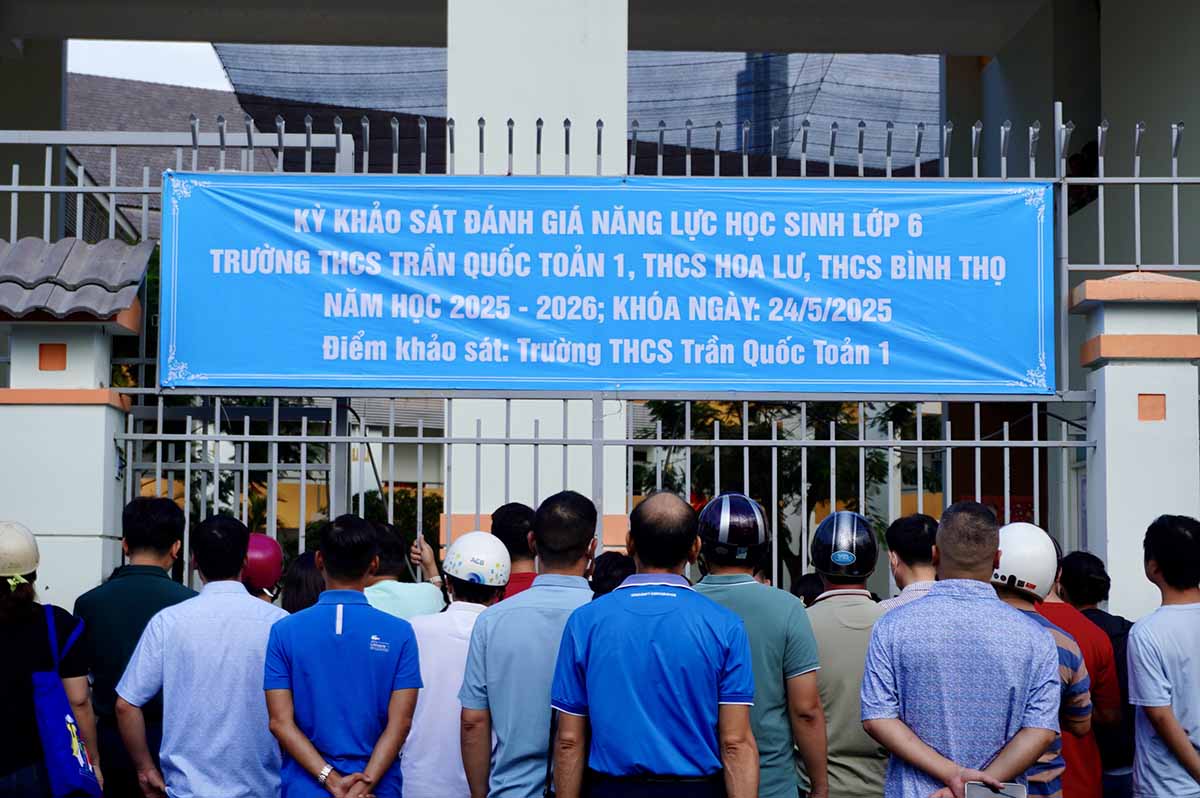 KỲ KHẢO SÁT ĐÁNH GIÁ NĂNG LỰC HỌC SINH LỚP 6
TRƯỜNG THCS TRẦN QUỐC TOẢN 1, THCS HOA LƯ, THCS BÌNH THỌ
NĂM HỌC 2025 - 2026; KHÓA NGÀY: 24/5/2025
Điểm khảo sát: Trường THCS Trần Quốc Toản 1
ACB